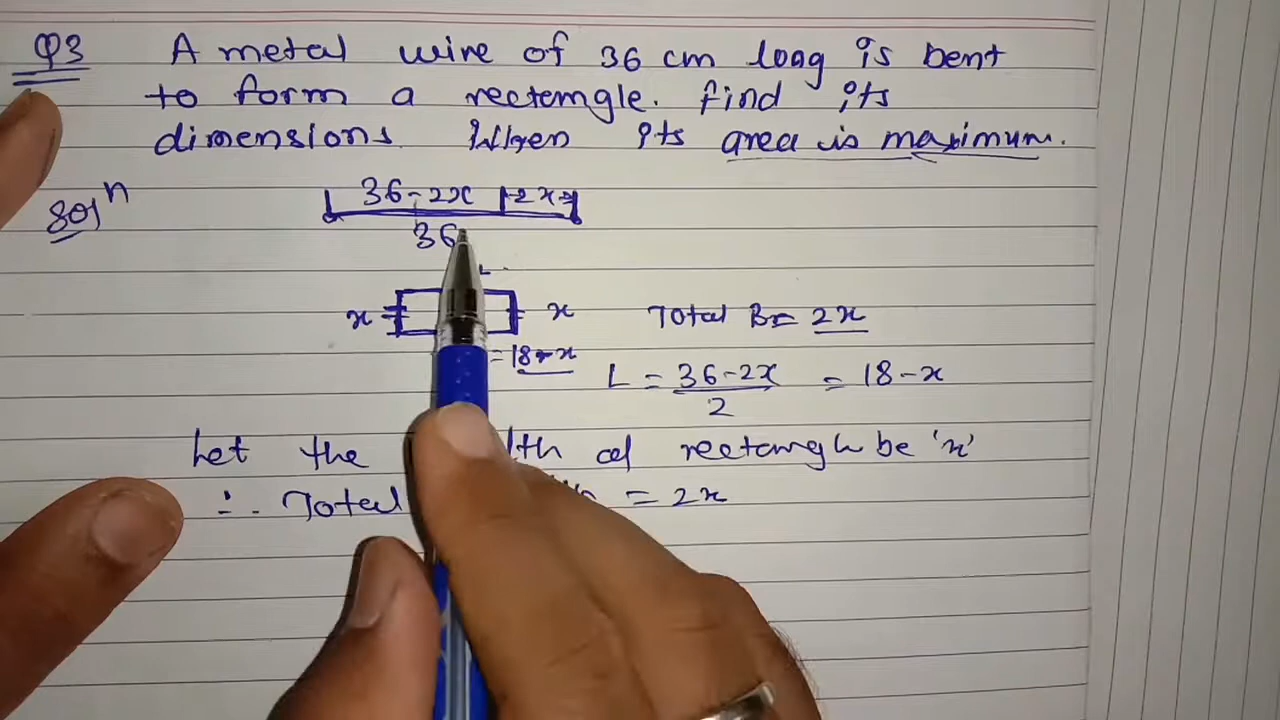 Q3 A metal wire of 36 cm long is bent
to form a rectemgle. find its
dimensions. When its area is maximum.
Solⁿ
36-2x 2x
36
L
x x Total B= 2x
= 18-x L = 36-2x / 2 = 18-x
Let the of rectangle be 'x'
∴ Total = 2x